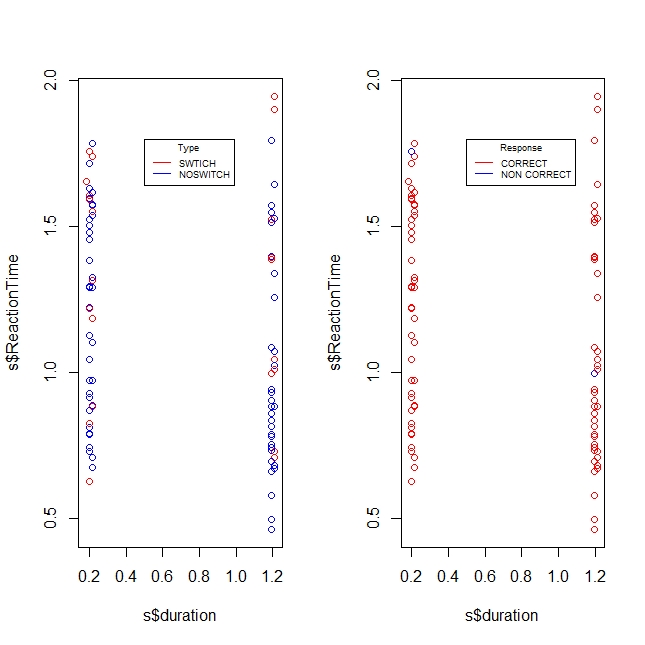 2.0
1.5
1.0
0.5
s$ReactionTime
Type
SWTICH
NOSWITCH
0.2 0.4 0.6 0.8 1.0 1.2
s$duration
2.0
1.5
1.0
0.5
s$ReactionTime
Response
CORRECT
NON CORRECT
0.2 0.4 0.6 0.8 1.0 1.2
s$duration